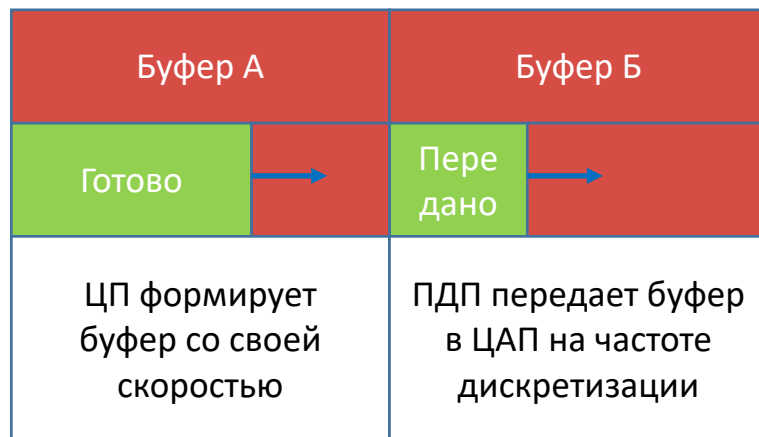 Буфер А
Буфер Б
Готово
Пере
дано
ЦП формирует
буфер со своей
скоростью
ПДП передает буфер
в ЦАП на частоте
дискретизации